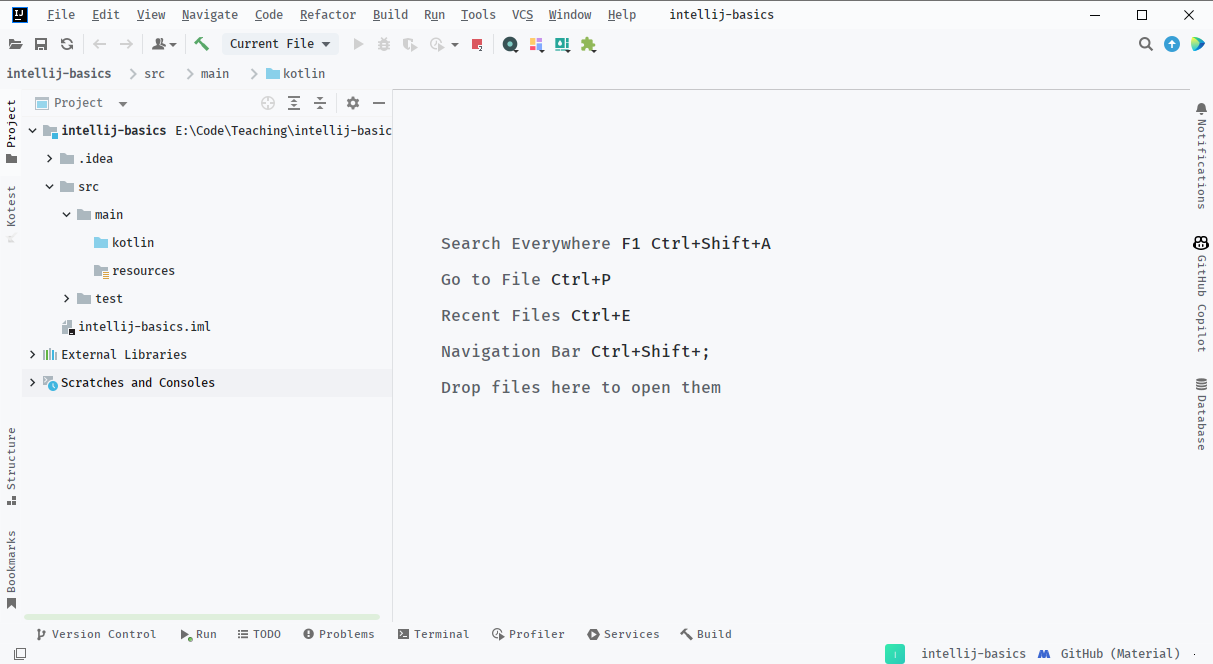 IJ File Edit View Navigate Code Refactor Build Run Tools VCS Window Help intellij-basics
Current File
intellij-basics src main kotlin
Project
intellij-basics E:\Code\Teaching\intellij-basic
.idea
src
main
kotlin
resources
test
intellij-basics.iml
External Libraries
Scratches and Consoles
Project
Kotest
Structure
Bookmarks
Search Everywhere F1 Ctrl+Shift+A
Go to File Ctrl+P
Recent Files Ctrl+E
Navigation Bar Ctrl+Shift+;
Drop files here to open them
Notifications
GitHub Copilot
Database
Version Control Run TODO Problems Terminal Profiler Services Build
intellij-basics GitHub (Material)